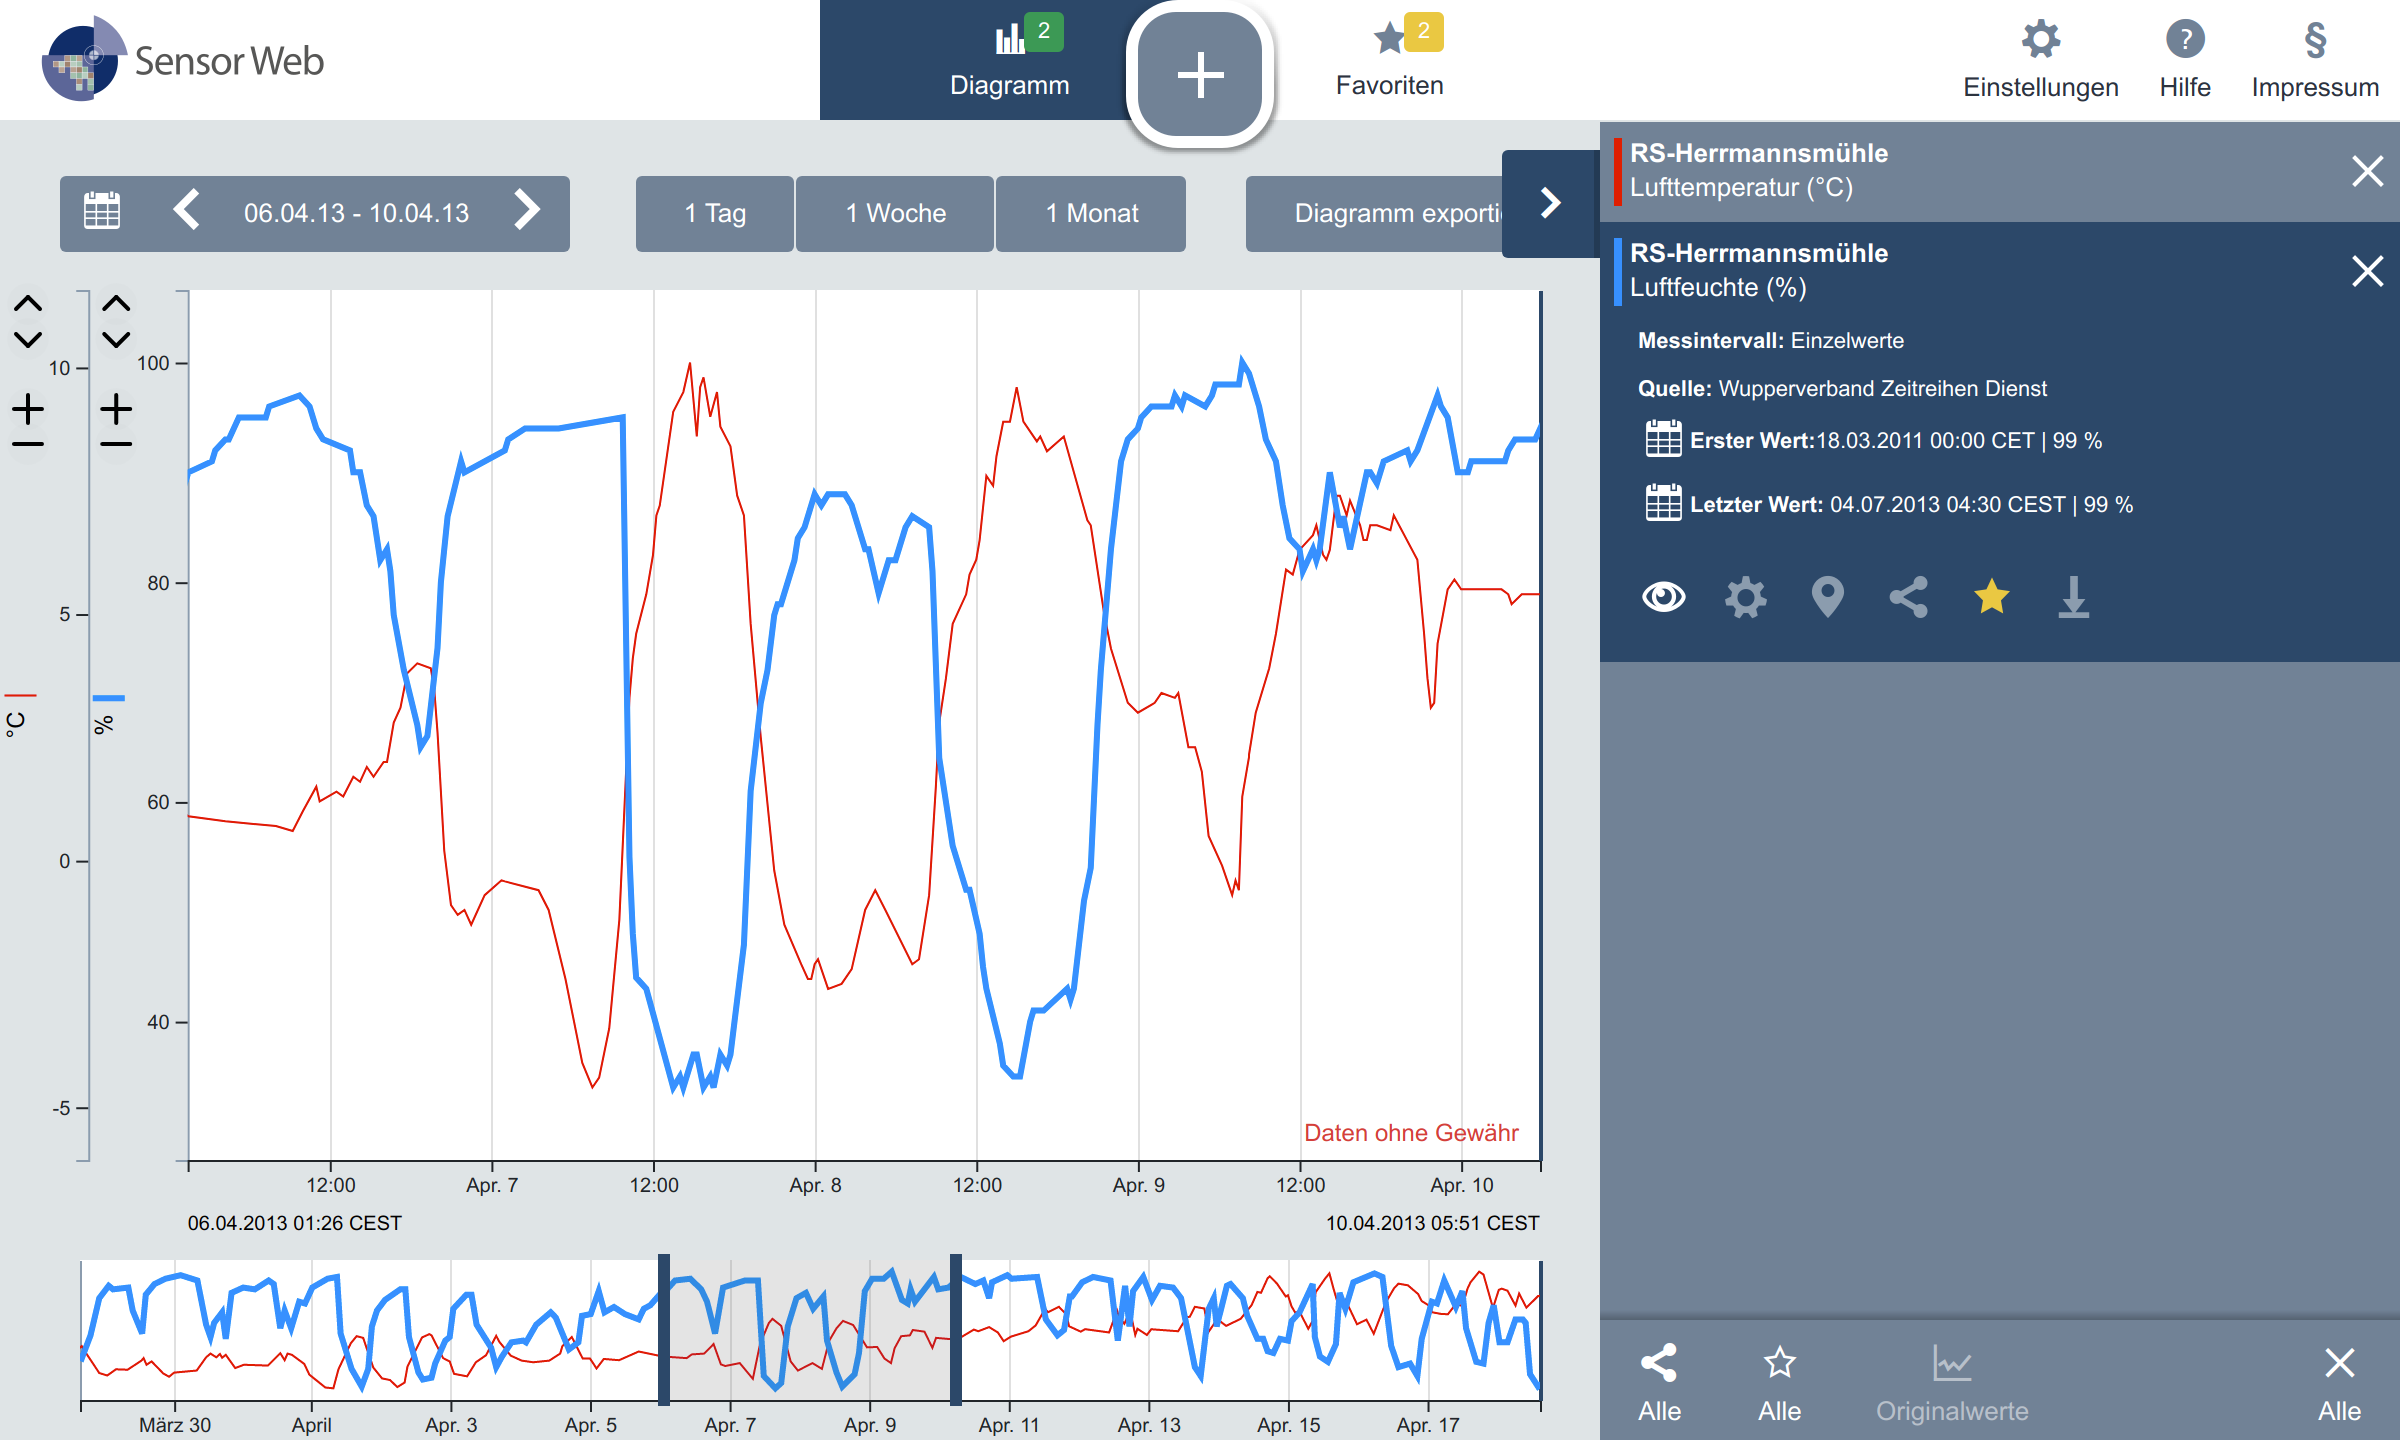 Sensor Web
2
Diagramm
2
Favoriten
Einstellungen
?
Hilfe
§
Impressum
06.04.13 - 10.04.13
1 Tag
1 Woche
1 Monat
Diagramm exporti
RS-Herrmannsmühle
Lufttemperatur (°C)
RS-Herrmannsmühle
Luftfeuchte (%)
Messintervall: Einzelwerte
Quelle: Wupperverband Zeitreihen Dienst
Erster Wert:18.03.2011 00:00 CET | 99 %
Letzter Wert: 04.07.2013 04:30 CEST | 99 %
10
5
0
-5
°C
100
80
60
40
%
Daten ohne Gewähr
12:00 Apr. 7 12:00 Apr. 8 12:00 Apr. 9 12:00 Apr. 10
06.04.2013 01:26 CEST
10.04.2013 05:51 CEST
März 30 April Apr. 3 Apr. 5 Apr. 7 Apr. 9 Apr. 11 Apr. 13 Apr. 15 Apr. 17
Alle
Alle
Originalwerte
Alle